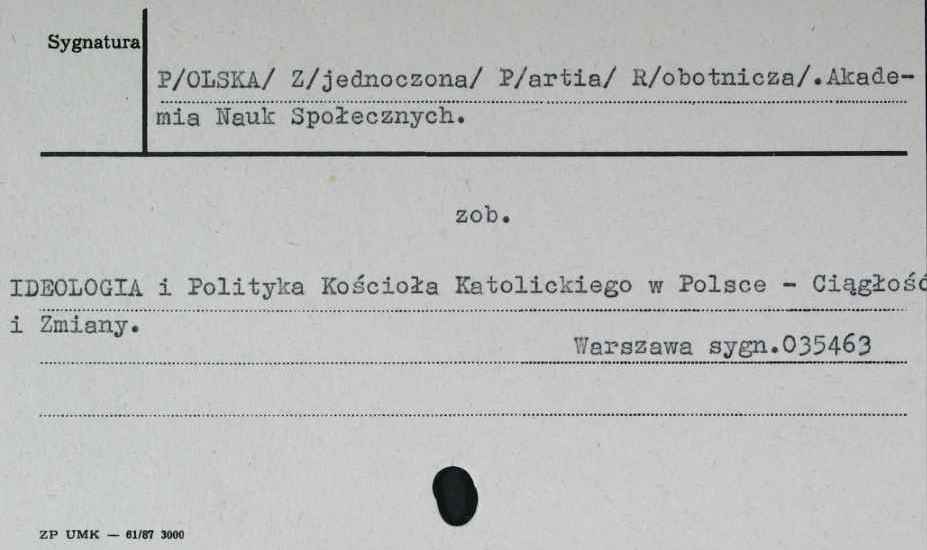 Sygnatura
P/OLSKA/ Z/jednoczona/ P/artia/ R/obotnicza/.Akade-
mia Nauk Społecznych.
zob.
IDEOLOGIA i Polityka Kościoła Katolickiego w Polsce - Ciągłość
i Zmiany.
Warszawa sygn.035463
ZP UMK — 61/87 3000